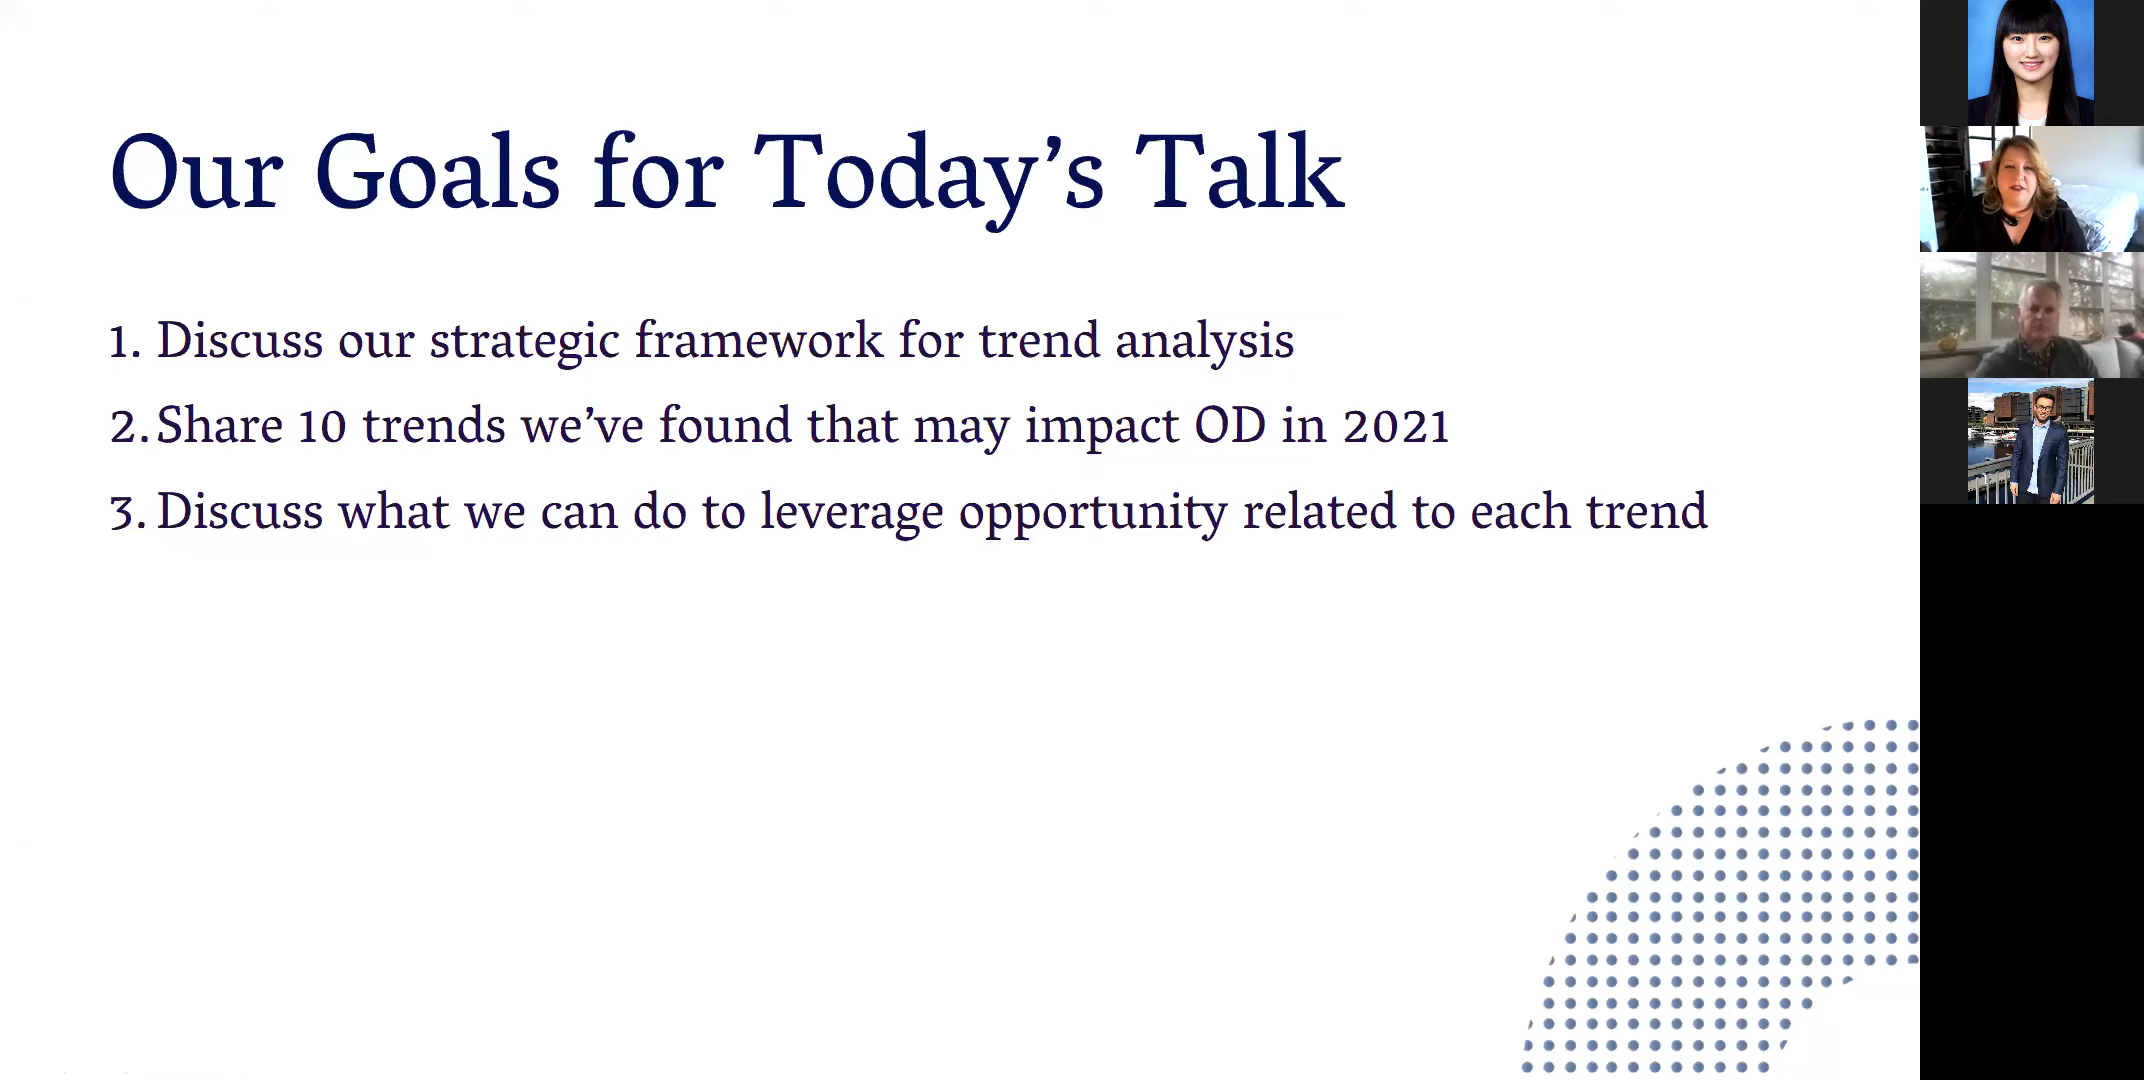 Our Goals for Today’s Talk
1. Discuss our strategic framework for trend analysis
2. Share 10 trends we’ve found that may impact OD in 2021
3. Discuss what we can do to leverage opportunity related to each trend